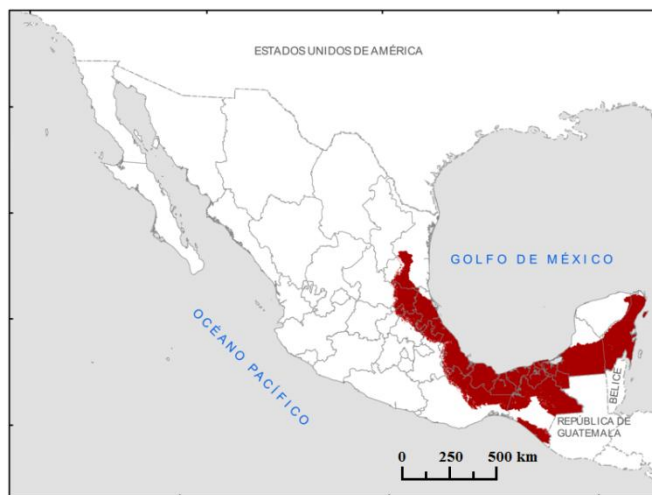 ESTADOS UNIDOS DE AMÉRICA
GOLFO DE MÉXICO
OCÉANO PACÍFICO
BELICE
REPÚBLICA DE
GUATEMALA
0 250 500 km